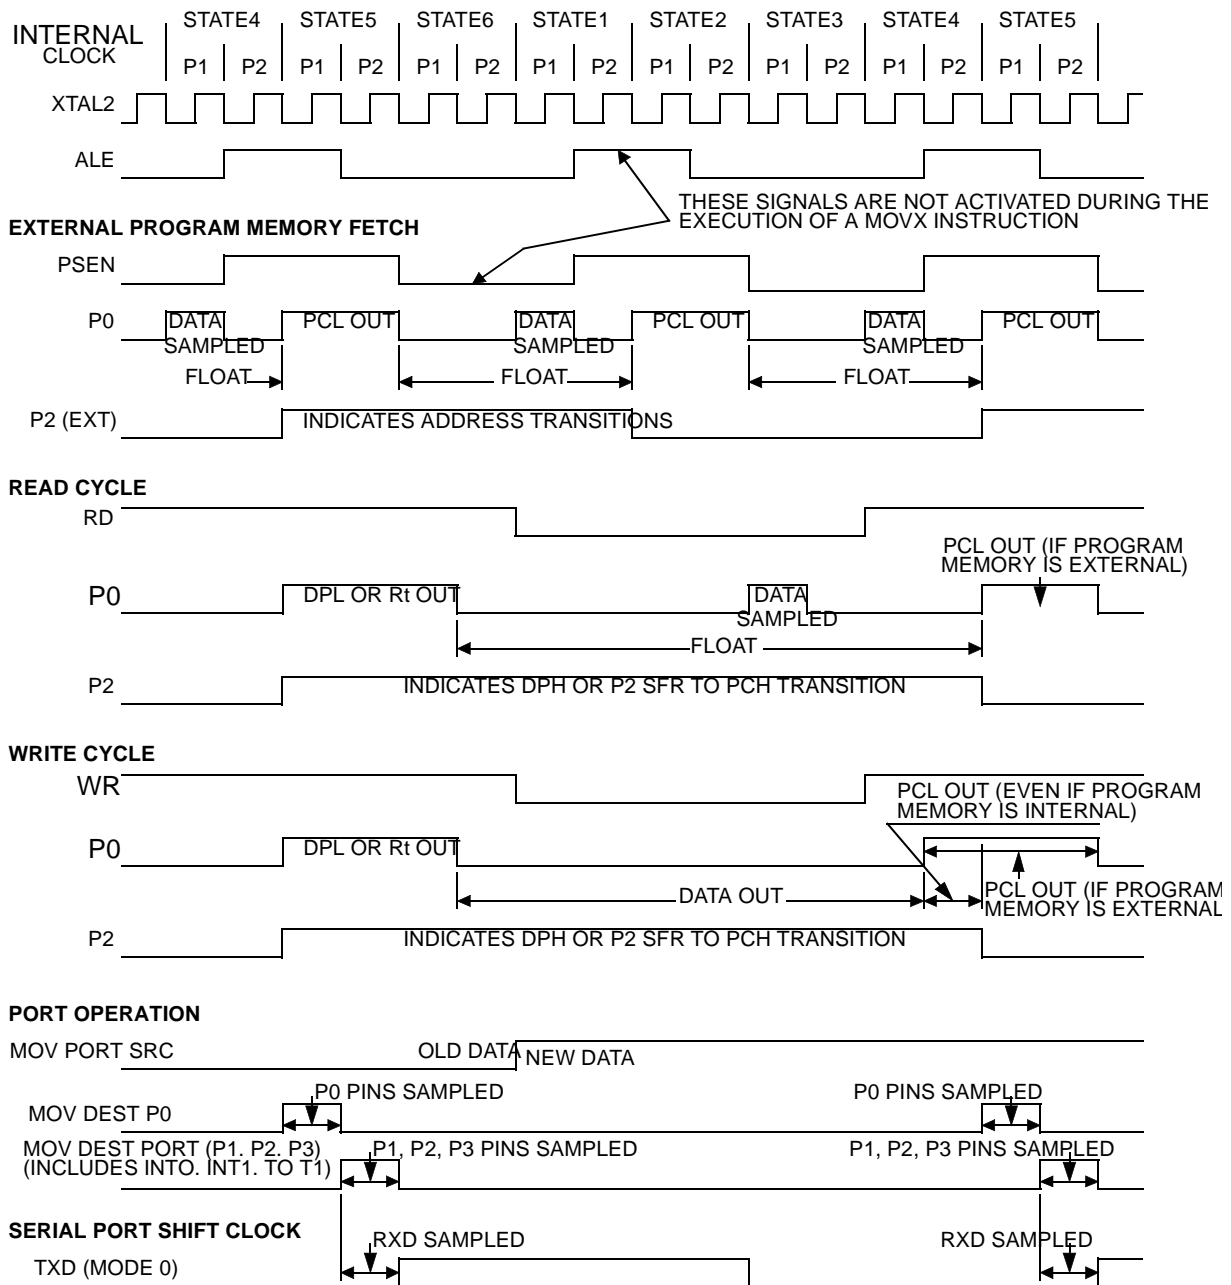 INTERNAL CLOCK
STATE4 STATE5 STATE6 STATE1 STATE2 STATE3 STATE4 STATE5
P1 P2 P1 P2 P1 P2 P1 P2 P1 P2 P1 P2 P1 P2 P1 P2
XTAL2
ALE
THESE SIGNALS ARE NOT ACTIVATED DURING THE
EXECUTION OF A MOVX INSTRUCTION
EXTERNAL PROGRAM MEMORY FETCH
PSEN
P0 DATA SAMPLED PCL OUT DATA SAMPLED PCL OUT DATA SAMPLED PCL OUT
FLOAT FLOAT FLOAT
P2 (EXT) INDICATES ADDRESS TRANSITIONS
READ CYCLE
RD
PCL OUT (IF PROGRAM
MEMORY IS EXTERNAL)
P0 DPL OR Rt OUT DATA
SAMPLED
FLOAT
P2 INDICATES DPH OR P2 SFR TO PCH TRANSITION
WRITE CYCLE
WR
PCL OUT (EVEN IF PROGRAM
MEMORY IS INTERNAL)
P0 DPL OR Rt OUT
DATA OUT
PCL OUT (IF PROGRAM
MEMORY IS EXTERNAL
P2 INDICATES DPH OR P2 SFR TO PCH TRANSITION
PORT OPERATION
MOV PORT SRC OLD DATA NEW DATA
P0 PINS SAMPLED P0 PINS SAMPLED
MOV DEST P0
MOV DEST PORT (P1. P2. P3) P1, P2, P3 PINS SAMPLED P1, P2, P3 PINS SAMPLED
(INCLUDES INTO. INT1. TO T1)
SERIAL PORT SHIFT CLOCK
RXD SAMPLED RXD SAMPLED
TXD (MODE 0)